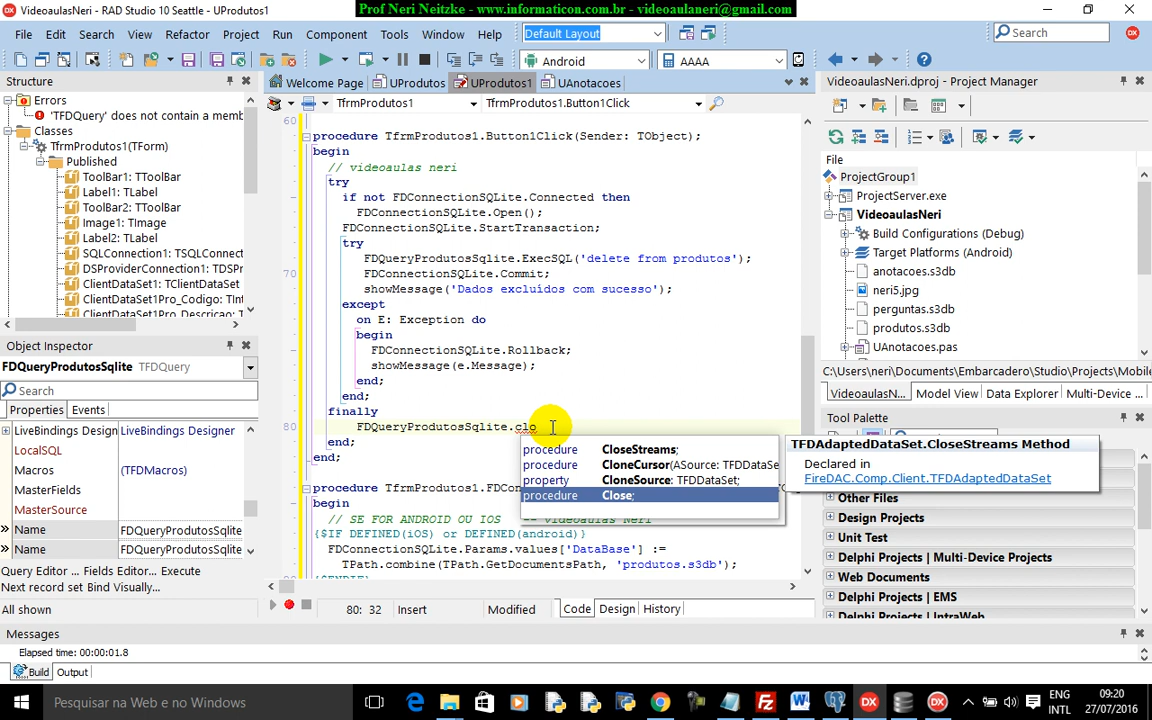 VideoaulasNeri - RAD Studio 10 Seattle - UProdutos1
Prof Neri Neitzke - www.informaticon.com.br - videoaulaneri@gmail.com
File Edit Search View Refactor Project Run Component Tools Window Help
Default Layout
Search
Android
AAAA
Structure
Errors
'TFDQuery' does not contain a memb
Classes
TfrmProdutos1(TForm)
Published
ToolBar1: TToolBar
Label1: TLabel
ToolBar2: TToolBar
Image1: TImage
Label2: TLabel
SQLConnection1: TSQLConnect
DSProviderConnection1: TDSPr
ClientDataSet1: TClientDataSet
ClientDataSet1Pro_Codigo: TInt
ClientDataSet1Pro_Descricao: T
Object Inspector
FDQueryProdutosSqlite TFDQuery
Search
Properties Events
LiveBindings Design LiveBindings Designer
LocalSQL
Macros (TFDMacros)
MasterFields
MasterSource
Name FDQueryProdutosSqlite
Name FDQueryProdutosSqlite
Query Editor ... Fields Editor... Execute
Next record set Bind Visually...
All shown
Welcome Page UProdutos UProdutos1 UAnotacoes
TfrmProdutos1 TfrmProdutos1.Button1Click
60
procedure TfrmProdutos1.Button1Click(Sender: TObject);
begin
// videoaulas neri
try
if not FDConnectionSQLite.Connected then
FDConnectionSQLite.Open();
FDConnectionSQLite.StartTransaction;
try
FDQueryProdutosSqlite.ExecSQL('delete from produtos');
70 FDConnectionSQLite.Commit;
showMessage('Dados excluídos com sucesso');
except
on E: Exception do
begin
FDConnectionSQLite.Rollback;
showMessage(e.Message);
end;
end;
finally
80 FDQueryProdutosSqlite.clo
end;
end;
procedure CloseStreams;
procedure CloneCursor(ASource: TFDDataSe
property CloneSource: TFDDataSet;
procedure Close;
TFDAdaptedDataSet.CloseStreams Method
Declared in
FireDAC.Comp.Client.TFDAdaptedDataSet
procedure TfrmProdutos1.FDC
begin
// SE FOR ANDROID OU IOS -- Videoaulas Neri
{$IF DEFINED(iOS) or DEFINED(android)}
FDConnectionSQLite.Params.values['DataBase'] :=
TPath.combine(TPath.GetDocumentsPath, 'produtos.s3db');
{$ENDIF}
80: 32 Insert Modified Code Design History
VideoaulasNeri.dproj - Project Manager
File
ProjectGroup1
ProjectServer.exe
VideoaulasNeri
Build Configurations (Debug)
Target Platforms (Android)
anotacoes.s3db
neri5.jpg
perguntas.s3db
produtos.s3db
UAnotacoes.pas
C:\Users\neri\Documents\Embarcadero\Studio\Projects\Mobile
VideoaulasN... Model View Data Explorer Multi-Device ...
Tool Palette
Other Files
Design Projects
Unit Test
Delphi Projects | Multi-Device Projects
Web Documents
Delphi Projects | EMS
Delphi Projects | IntraWeb
Messages
Elapsed time: 00:00:01.8
Build Output
Pesquisar na Web e no Windows
ENG
INTL
09:20
27/07/2016